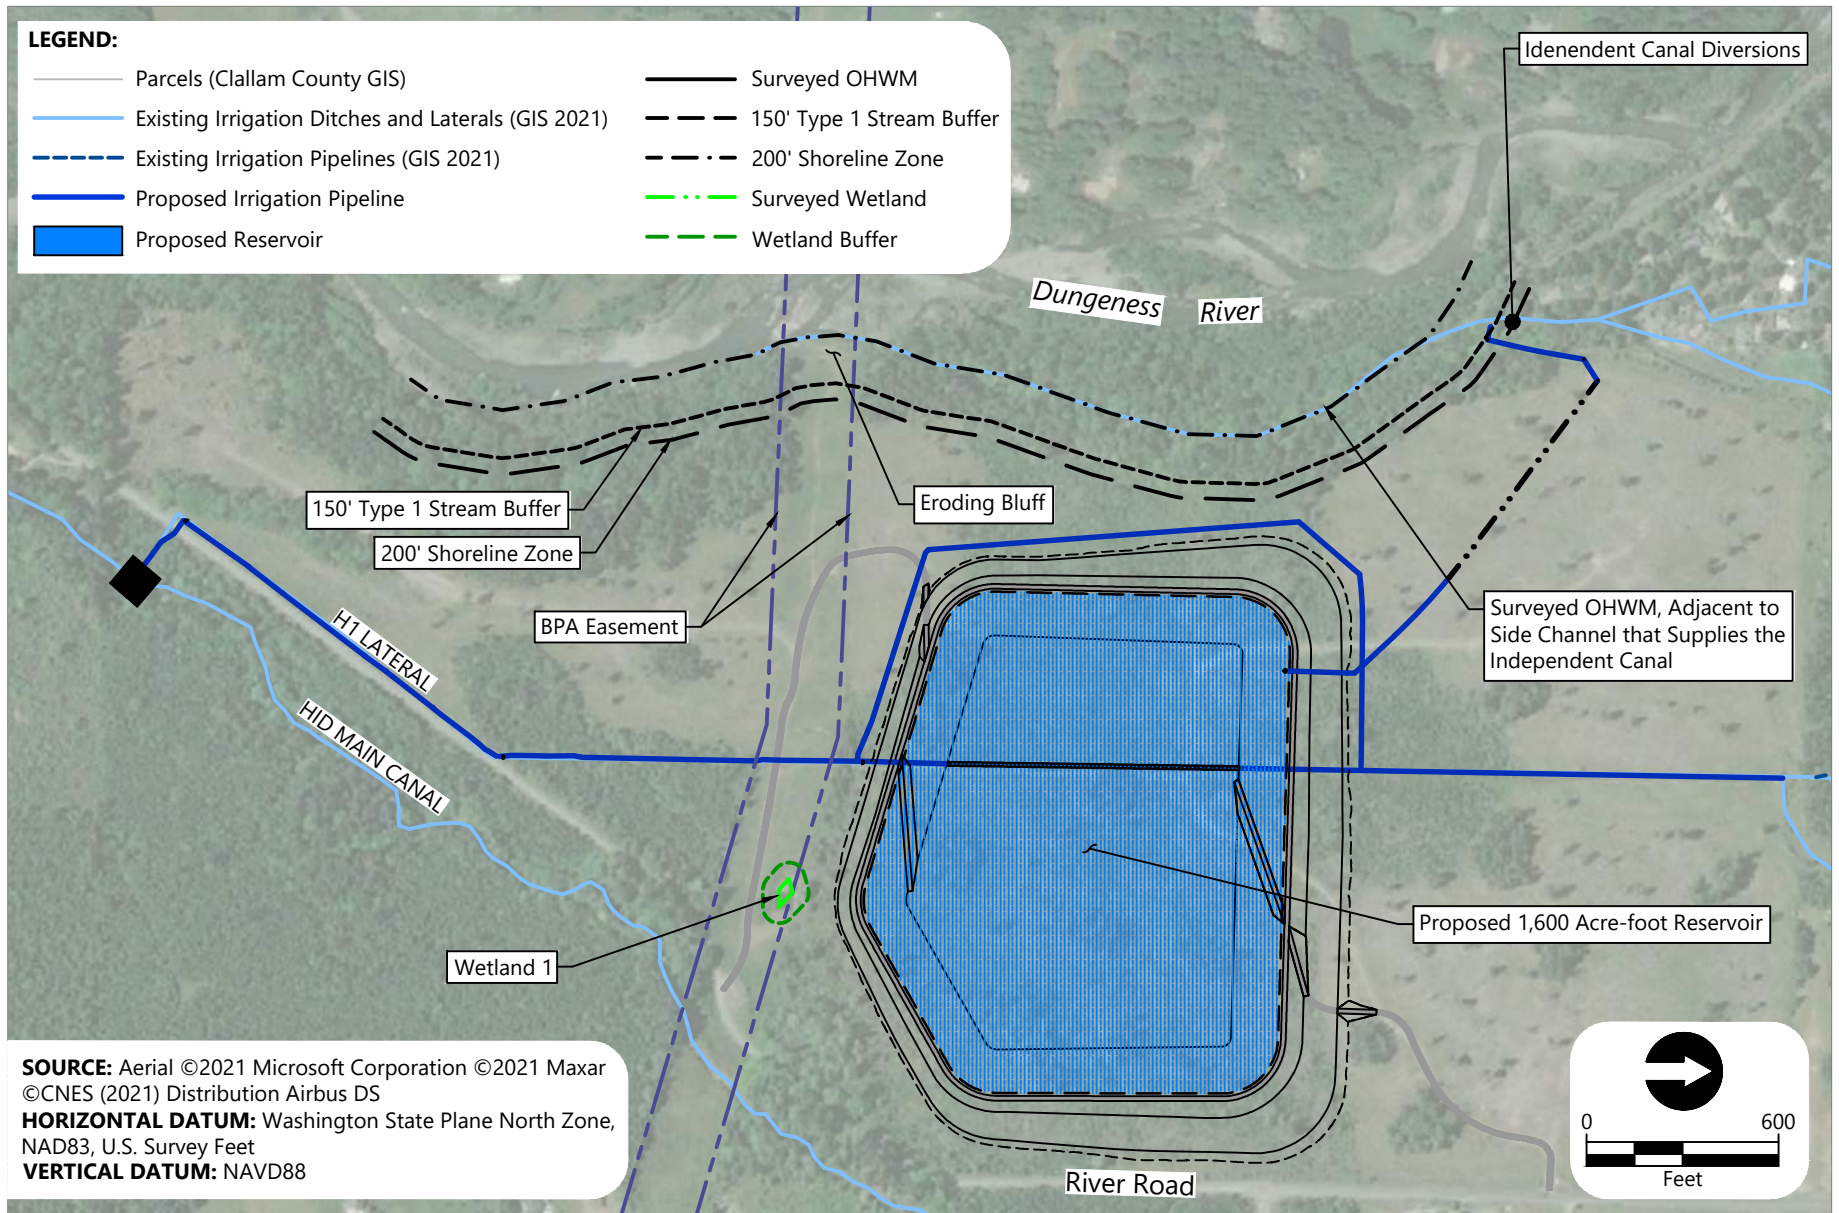 LEGEND:
Parcels (Clallam County GIS)
Existing Irrigation Ditches and Laterals (GIS 2021)
Existing Irrigation Pipelines (GIS 2021)
Proposed Irrigation Pipeline
Proposed Reservoir
Surveyed OHWM
150' Type 1 Stream Buffer
200' Shoreline Zone
Surveyed Wetland
Wetland Buffer
Idenendent Canal Diversions
Dungeness River
150' Type 1 Stream Buffer
200' Shoreline Zone
Eroding Bluff
BPA Easement
Surveyed OHWM, Adjacent to
Side Channel that Supplies the
Independent Canal
H1 LATERAL
HID MAIN CANAL
Proposed 1,600 Acre-foot Reservoir
Wetland 1
River Road
SOURCE: Aerial ©2021 Microsoft Corporation ©2021 Maxar
©CNES (2021) Distribution Airbus DS
HORIZONTAL DATUM: Washington State Plane North Zone,
NAD83, U.S. Survey Feet
VERTICAL DATUM: NAVD88
0 600
Feet